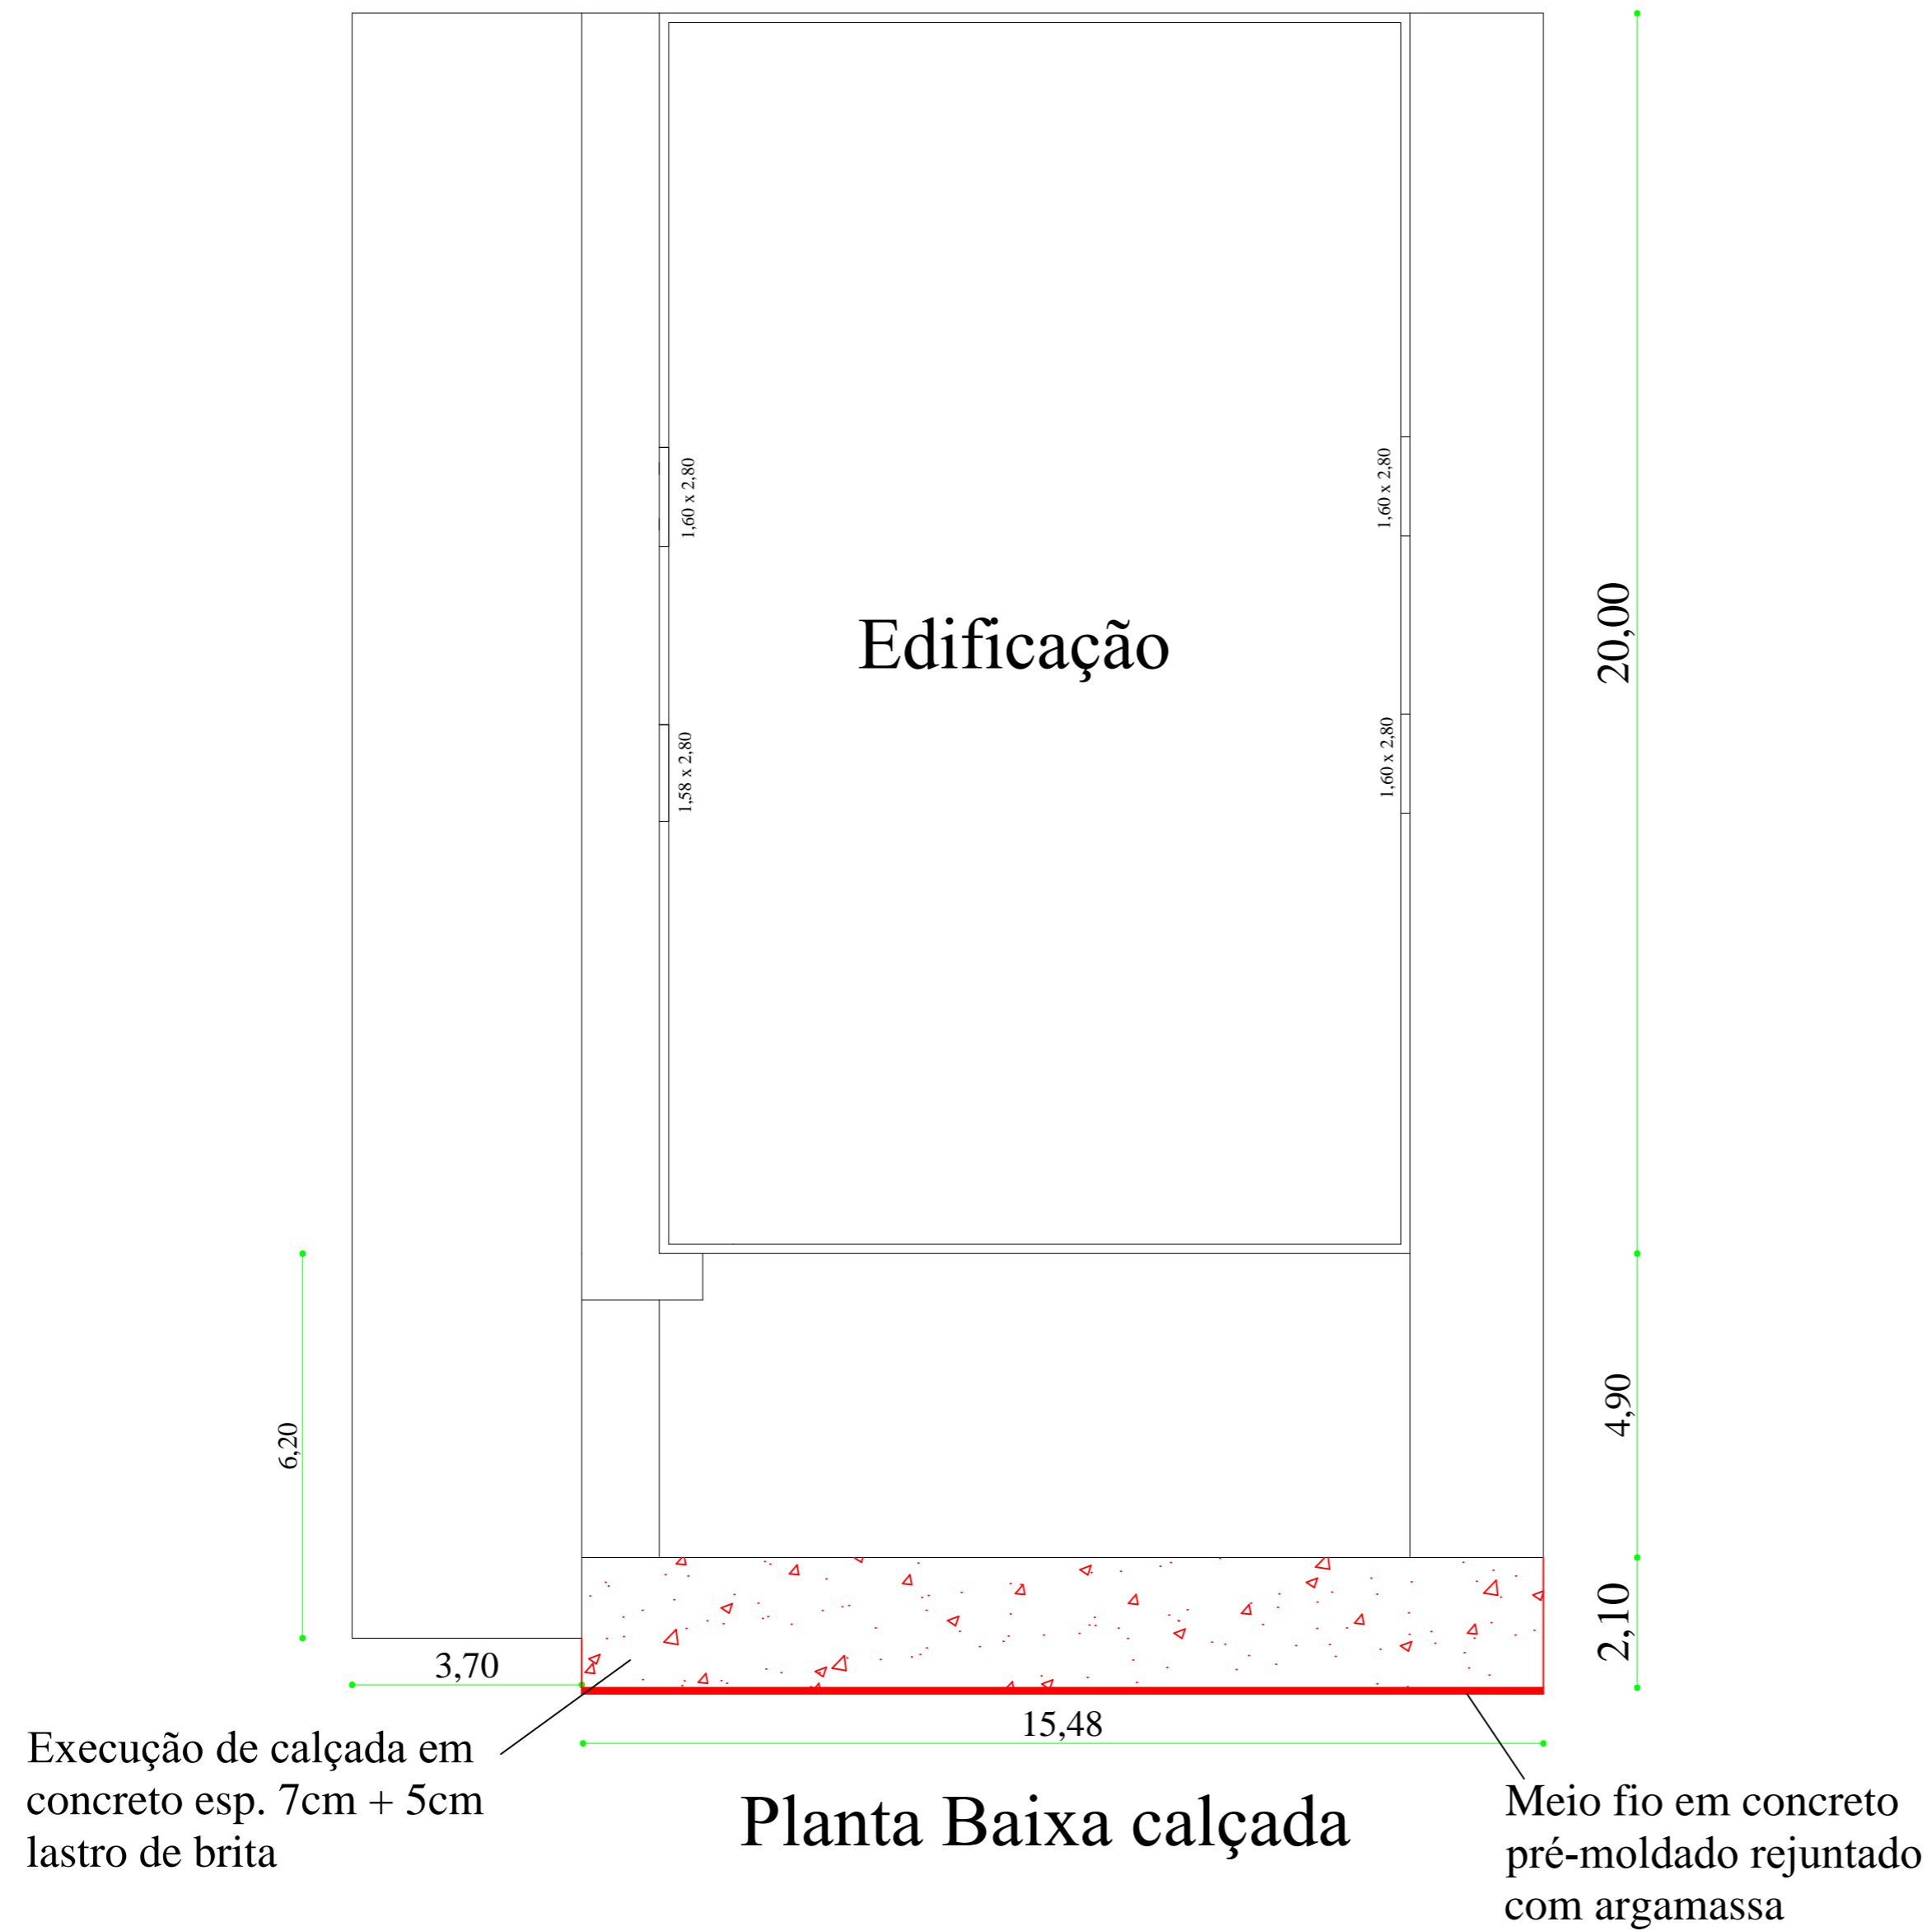 1,60 x 2,80
1,60 x 2,80
Edificação
20,00
1,58 x 2,80
1,60 x 2,80
6,20
4,90
2,10
3,70
15,48
Execução de calçada em
concreto esp. 7cm + 5cm
lastro de brita
Planta Baixa calçada
Meio fio em concreto
pré-moldado rejuntado
com argamassa